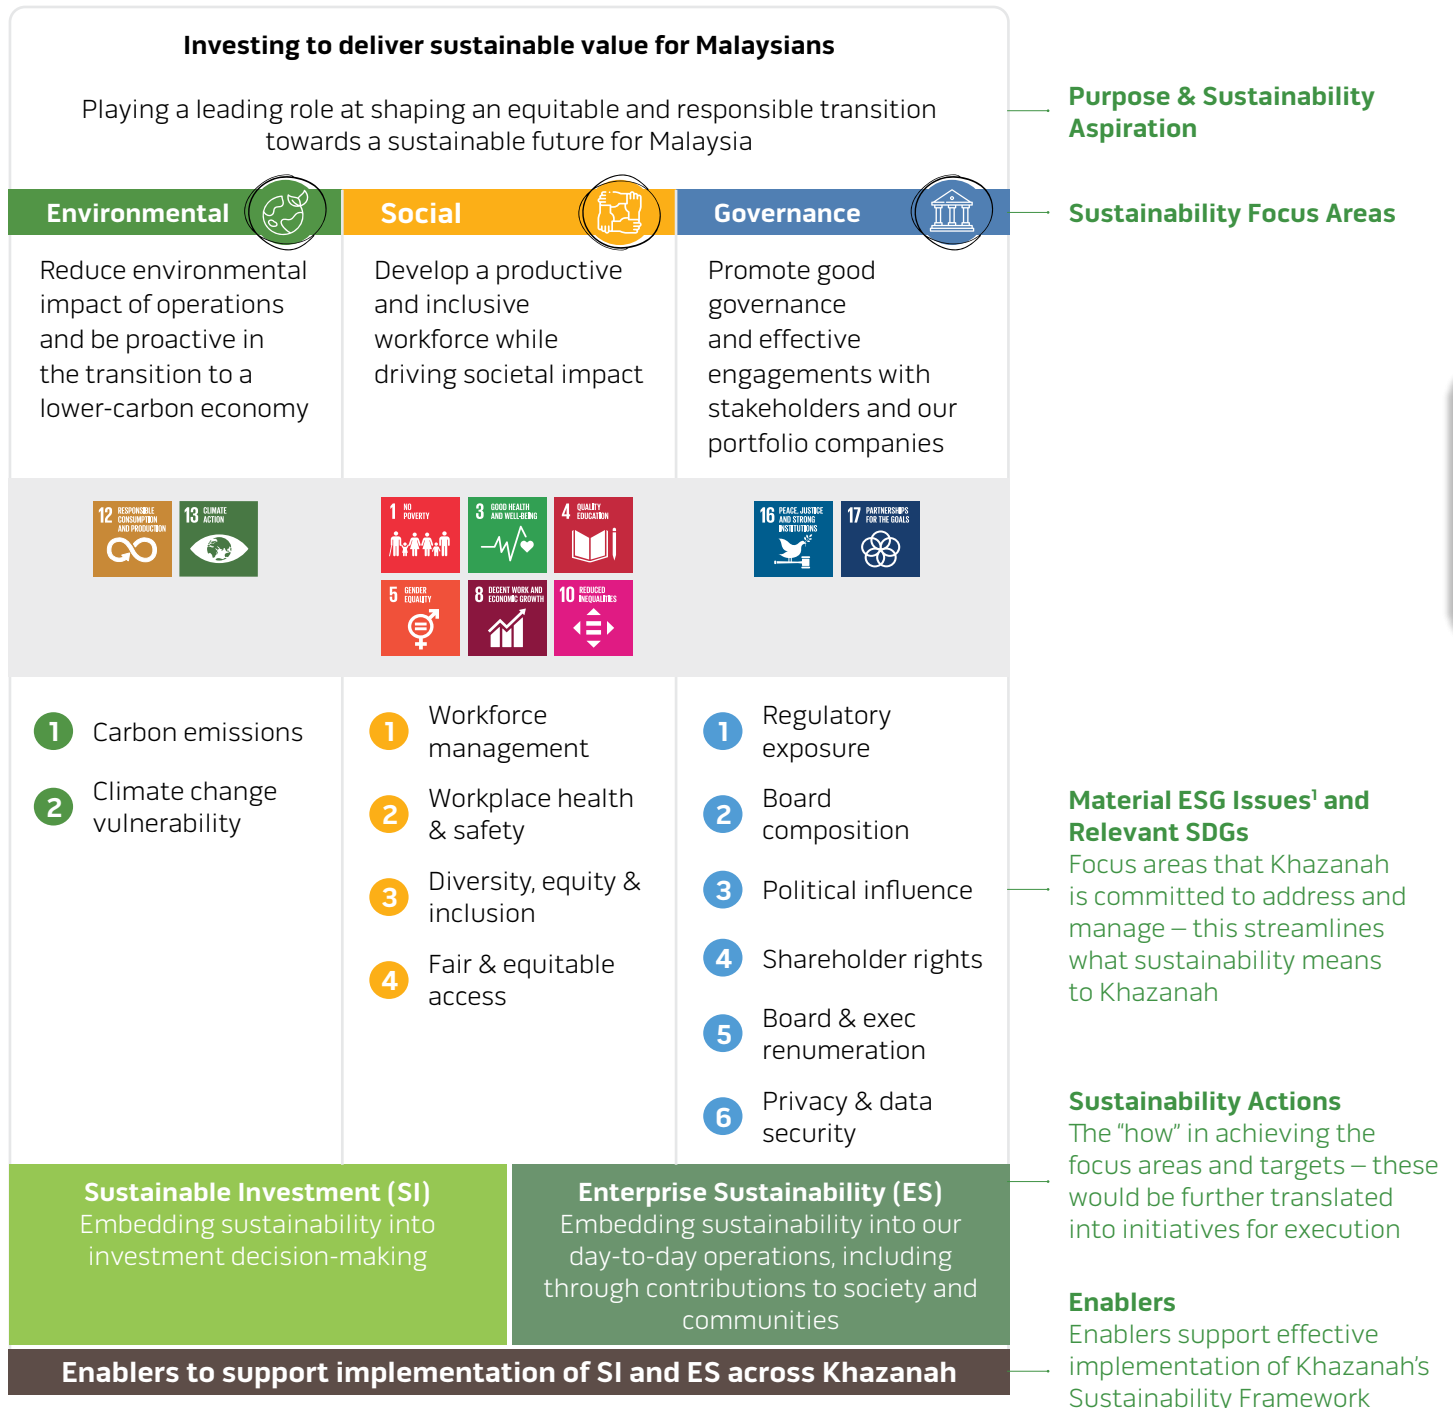 Investing to deliver sustainable value for Malaysians
Playing a leading role at shaping an equitable and responsible transition
towards a sustainable future for Malaysia
Purpose & Sustainability
Aspiration
Environmental
Social
Governance
Sustainability Focus Areas
Reduce environmental
impact of operations
and be proactive in
the transition to a
lower-carbon economy
Develop a productive
and inclusive
workforce while
driving societal impact
Promote good
governance
and effective
engagements with
stakeholders and our
portfolio companies
12 RESPONSIBLE
CONSUMPTION
AND PRODUCTION
13 CLIMATE
ACTION
1 NO
POVERTY
3 GOOD HEALTH
AND WELL-BEING
4 QUALITY
EDUCATION
5 GENDER
EQUALITY
8 DECENT WORK AND
ECONOMIC GROWTH
10 REDUCED
INEQUALITIES
16 PEACE, JUSTICE
AND STRONG
INSTITUTIONS
17 PARTNERSHIPS
FOR THE GOALS
1 Carbon emissions
2 Climate change
vulnerability
1 Workforce
management
2 Workplace health
& safety
3 Diversity, equity &
inclusion
4 Fair & equitable
access
1 Regulatory
exposure
2 Board
composition
3 Political influence
4 Shareholder rights
5 Board & exec
renumeration
6 Privacy & data
security
Material ESG Issues¹ and
Relevant SDGs
Focus areas that Khazanah
is committed to address and
manage – this streamlines
what sustainability means
to Khazanah
Sustainable Investment (SI)
Embedding sustainability into
investment decision-making
Enterprise Sustainability (ES)
Embedding sustainability into our
day-to-day operations, including
through contributions to society and
communities
Sustainability Actions
The “how” in achieving the
focus areas and targets – these
would be further translated
into initiatives for execution
Enablers to support implementation of SI and ES across Khazanah
Enablers
Enablers support effective
implementation of Khazanah’s
Sustainability Framework